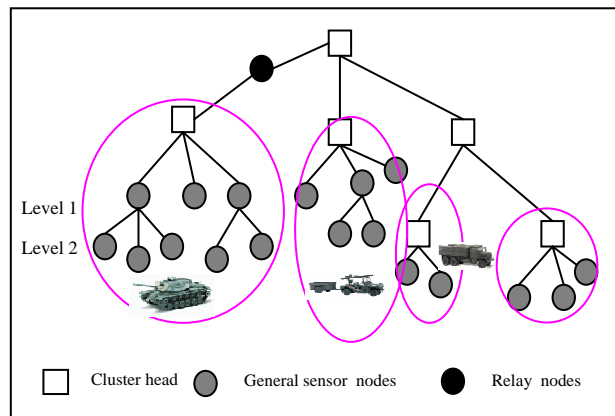 Level 1
Level 2
Cluster head
General sensor nodes
Relay nodes